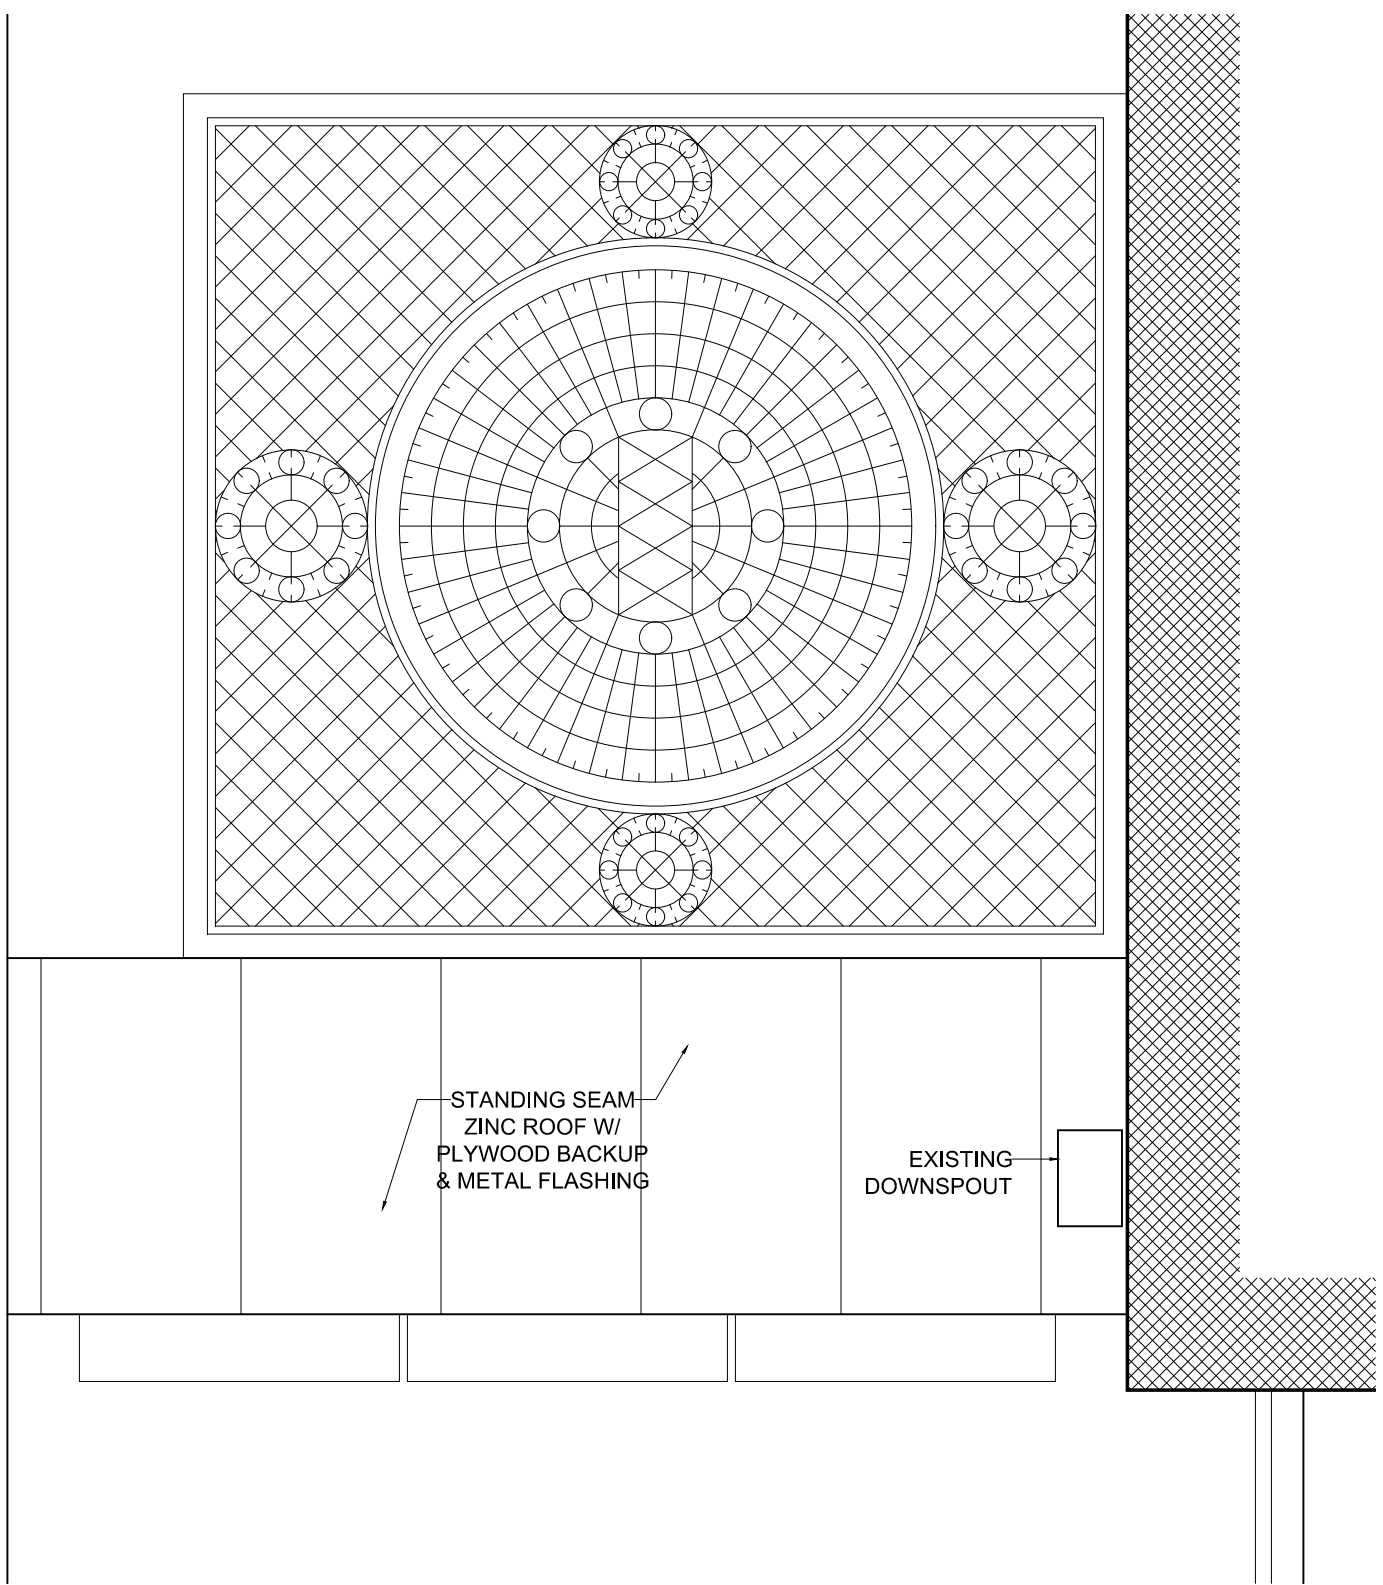 STANDING SEAM
ZINC ROOF W/
PLYWOOD BACKUP
& METAL FLASHING
EXISTING
DOWNSPOUT